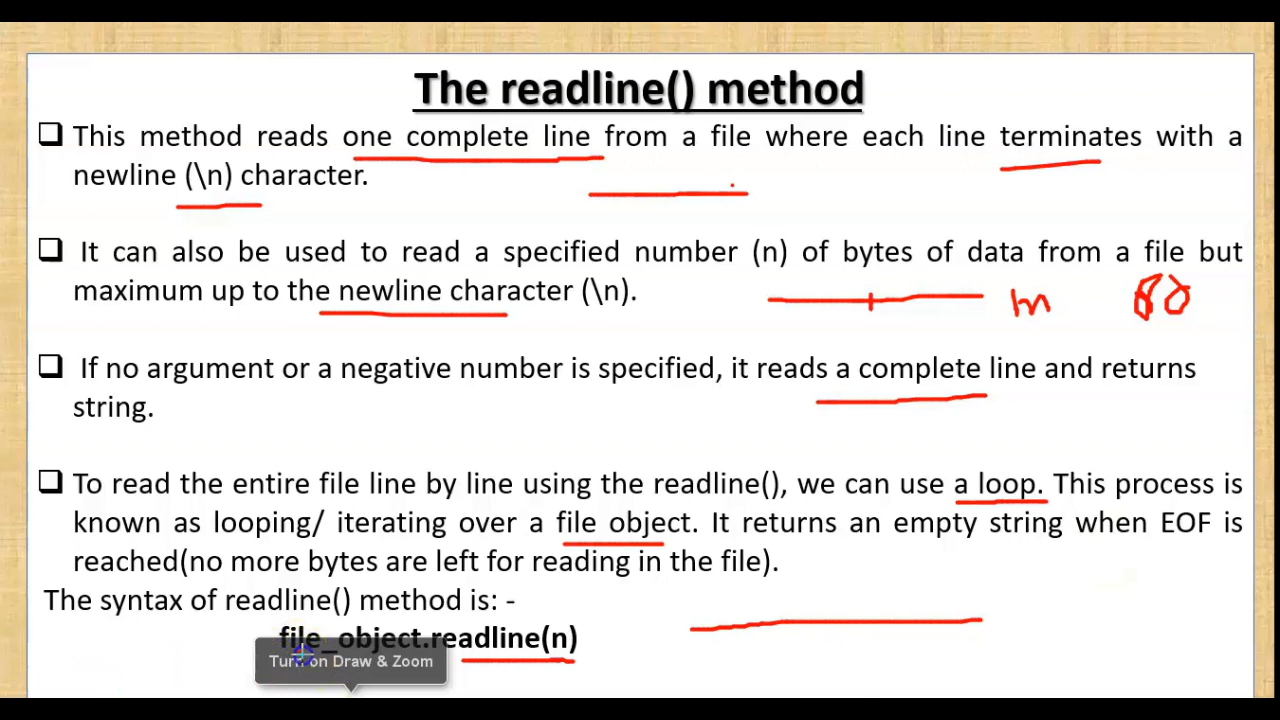 The readline() method
This method reads one complete line from a file where each line terminates with a
newline (\n) character.
It can also be used to read a specified number (n) of bytes of data from a file but
maximum up to the newline character (\n).
If no argument or a negative number is specified, it reads a complete line and returns
string.
To read the entire file line by line using the readline(), we can use a loop. This process is
known as looping/ iterating over a file object. It returns an empty string when EOF is
reached(no more bytes are left for reading in the file).
The syntax of readline() method is: -
file_object.readline(n)
Turn on Draw & Zoom